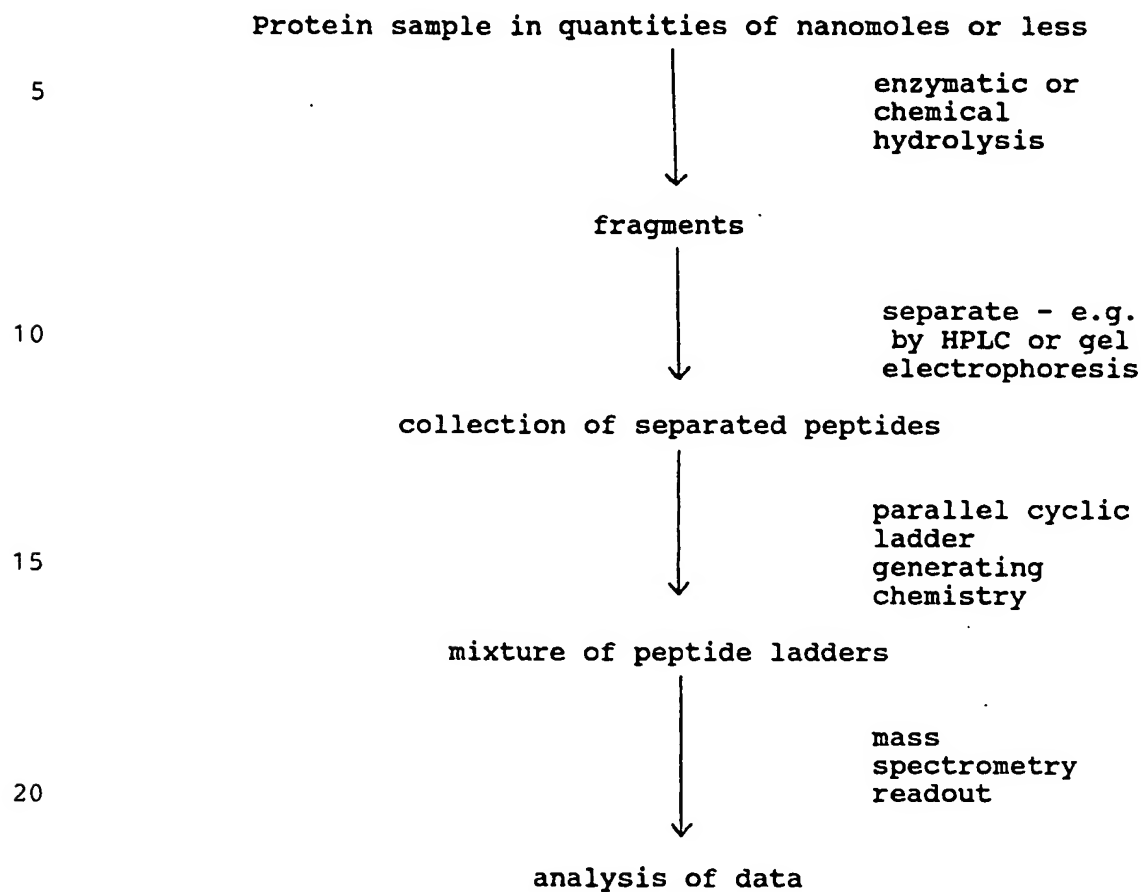 Protein sample in quantities of nanomoles or less
5
enzymatic or
chemical
hydrolysis
fragments
separate - e.g.
10
by HPLC or gel
electrophoresis
collection of separated peptides
parallel cyclic
ladder
15
generating
chemistry
mixture of peptide ladders
mass
spectrometry
20
readout
analysis of data